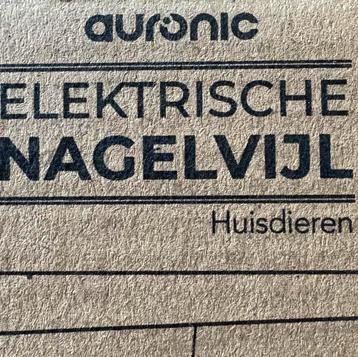 auronic
ELEKTRISCHE
NAGELVIJL
Huisdieren